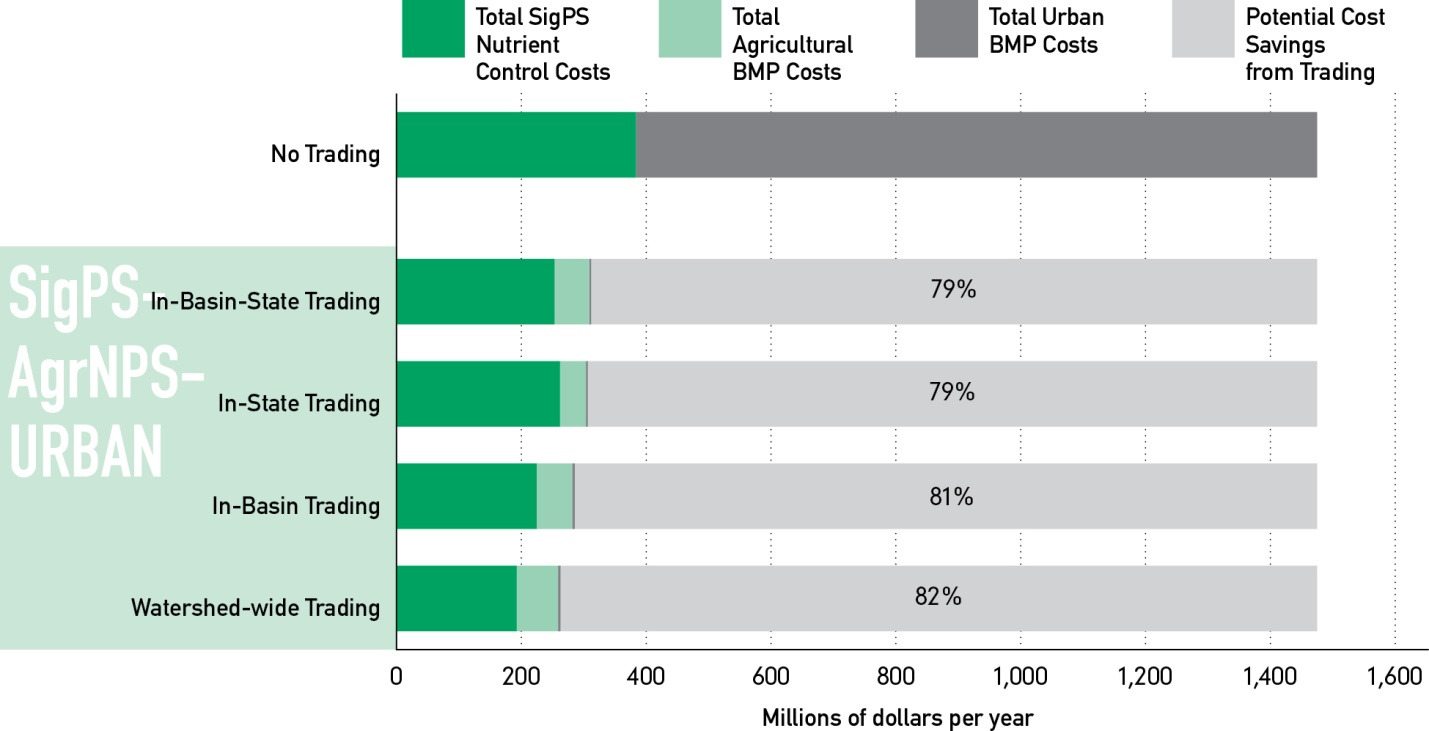 Total SigPS
Nutrient
Control Costs
Total
Agricultural
BMP Costs
Total Urban
BMP Costs
Potential Cost
Savings
from Trading
No Trading
SigPS-
AgrNPS-
URBAN
In-Basin-State Trading
79%
In-State Trading
79%
In-Basin Trading
81%
Watershed-wide Trading
82%
0 200 400 600 800 1,000 1,200 1,400 1,600
Millions of dollars per year